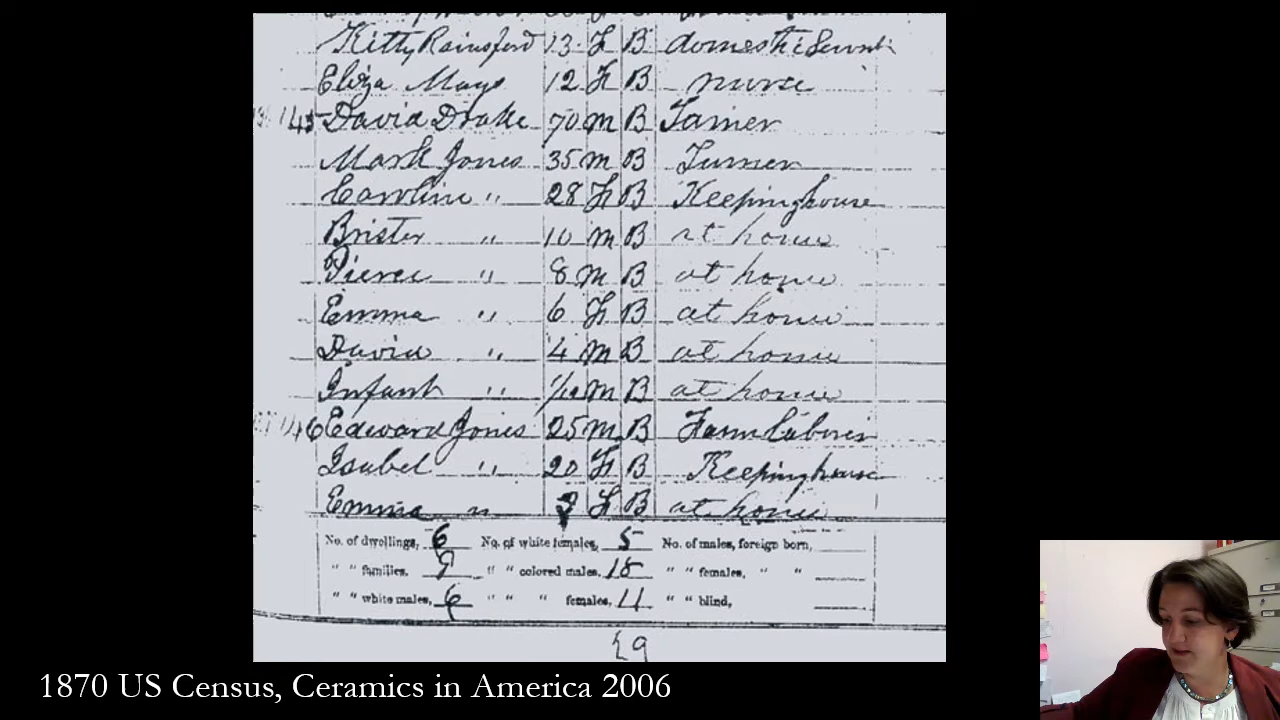 Kitty Rainsford 13 F B domestic Servnt
Eliza Mays 12 F B nurse
145 David Drake 70 M B Turner
Mark Jones 35 M B Turner
Caroline " 28 F B Keeping house
Brister " 10 M B at home
Pierce " 8 M B at home
Emma " 6 F B at home
David " 4 M B at home
Infant " 1/12 M B at home
146 Edward Jones 25 M B Farm Laborer
Isabel " 20 F B Keeping house
Emma " F B at home
No. of dwellings, 6 No. of white females, 5 No. of males, foreign born,
" " families, 9 " " colored males, 18 " " females, " "
" " white males, 6 " " " females, 11 " " blind,
29
1870 US Census, Ceramics in America 2006